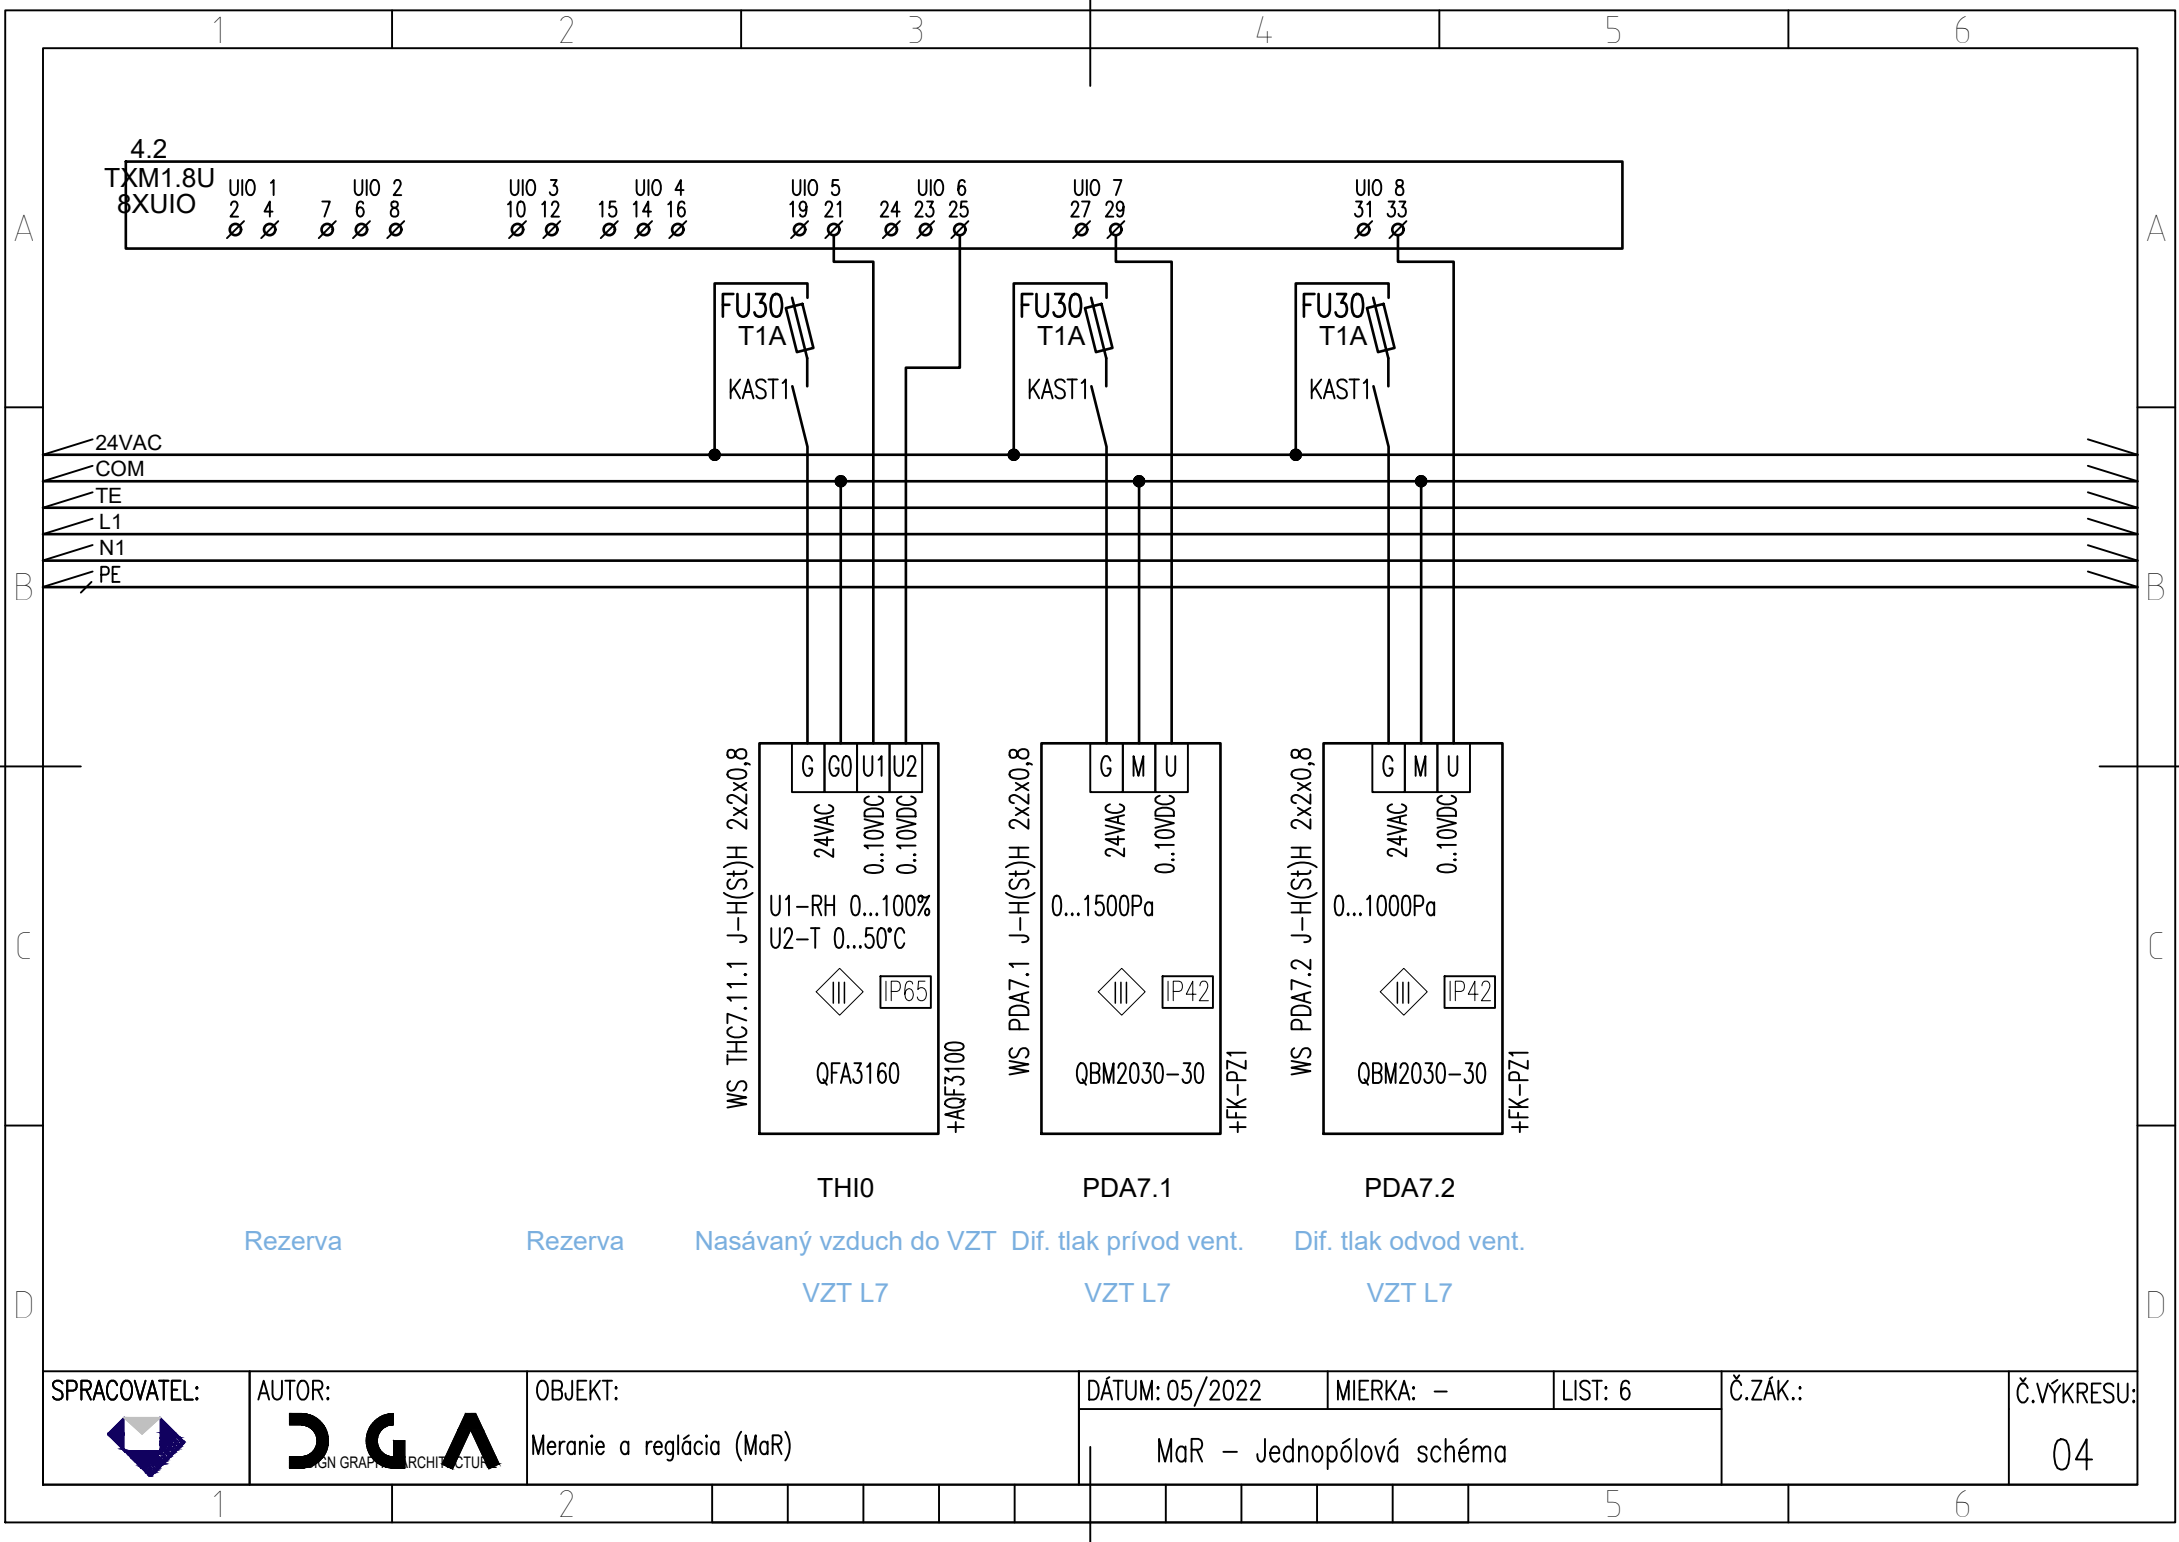 1 2 3 4 5 6
4.2
TXM1.8U
8XUIO
UIO 1 UIO 2 UIO 3 UIO 4 UIO 5 UIO 6 UIO 7 UIO 8
2 4 7 6 8 10 12 15 14 16 19 21 24 23 25 27 29 31 33
A A
FU30 FU30 FU30
T1A T1A T1A
KAST1 KAST1 KAST1
24VAC
COM
TE
L1
N1
PE
B B
WS THC7.11.1 J-H(St)H 2x2x0,8
G G0 U1 U2
24VAC 0..10VDC 0..10VDC
U1-RH 0...100%
U2-T 0...50°C
III IP65
QFA3160
+AQF3100
WS PDA7.1 J-H(St)H 2x2x0,8
G M U
24VAC 0..10VDC
0...1500Pa
III IP42
QBM2030-30
+FK-PZ1
WS PDA7.2 J-H(St)H 2x2x0,8
G M U
24VAC 0..10VDC
0...1000Pa
III IP42
QBM2030-30
+FK-PZ1
C C
THI0 PDA7.1 PDA7.2
Rezerva Rezerva Nasávaný vzduch do VZT Dif. tlak prívod vent. Dif. tlak odvod vent.
VZT L7 VZT L7 VZT L7
D D
SPRACOVATEL: AUTOR: OBJEKT: DÁTUM: 05/2022 MIERKA: - LIST: 6 Č.ZÁK.: Č.VÝKRESU:
DGA
Meranie a reglácia (MaR)
MaR - Jednopólová schéma
04
1 2 5 6